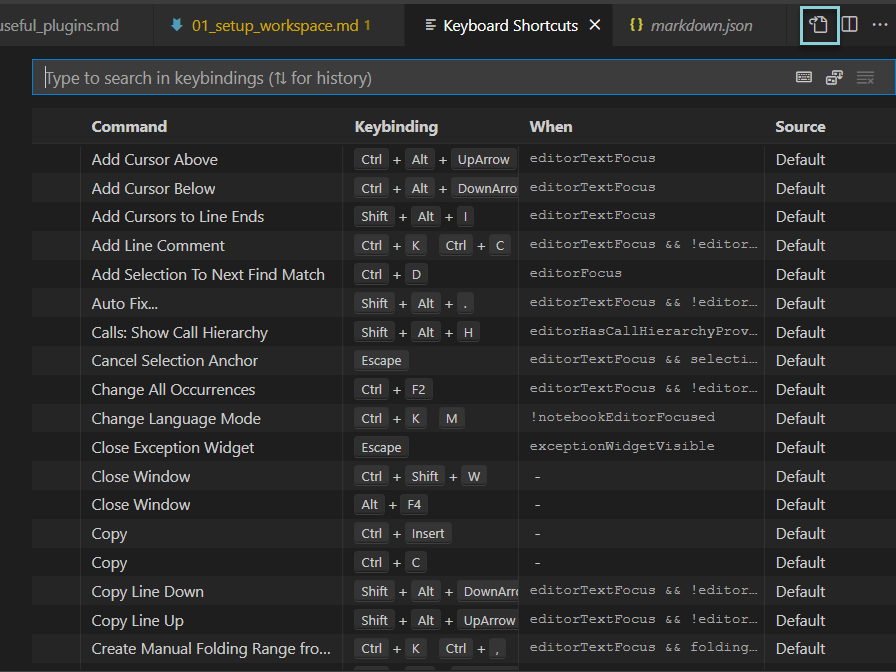 useful_plugins.md 01_setup_workspace.md 1 Keyboard Shortcuts {} markdown.json
Type to search in keybindings (⇅ for history)
Command Keybinding When Source
Add Cursor Above Ctrl + Alt + UpArrow editorTextFocus Default
Add Cursor Below Ctrl + Alt + DownArro editorTextFocus Default
Add Cursors to Line Ends Shift + Alt + I editorTextFocus Default
Add Line Comment Ctrl + K Ctrl + C editorTextFocus && !editor… Default
Add Selection To Next Find Match Ctrl + D editorFocus Default
Auto Fix... Shift + Alt + . editorTextFocus && !editor… Default
Calls: Show Call Hierarchy Shift + Alt + H editorHasCallHierarchyProv… Default
Cancel Selection Anchor Escape editorTextFocus && selecti… Default
Change All Occurrences Ctrl + F2 editorTextFocus && !editor… Default
Change Language Mode Ctrl + K M !notebookEditorFocused Default
Close Exception Widget Escape exceptionWidgetVisible Default
Close Window Ctrl + Shift + W - Default
Close Window Alt + F4 - Default
Copy Ctrl + Insert - Default
Copy Ctrl + C - Default
Copy Line Down Shift + Alt + DownArro editorTextFocus && !editor… Default
Copy Line Up Shift + Alt + UpArrow editorTextFocus && !editor… Default
Create Manual Folding Range fro... Ctrl + K Ctrl + , editorTextFocus && folding… Default